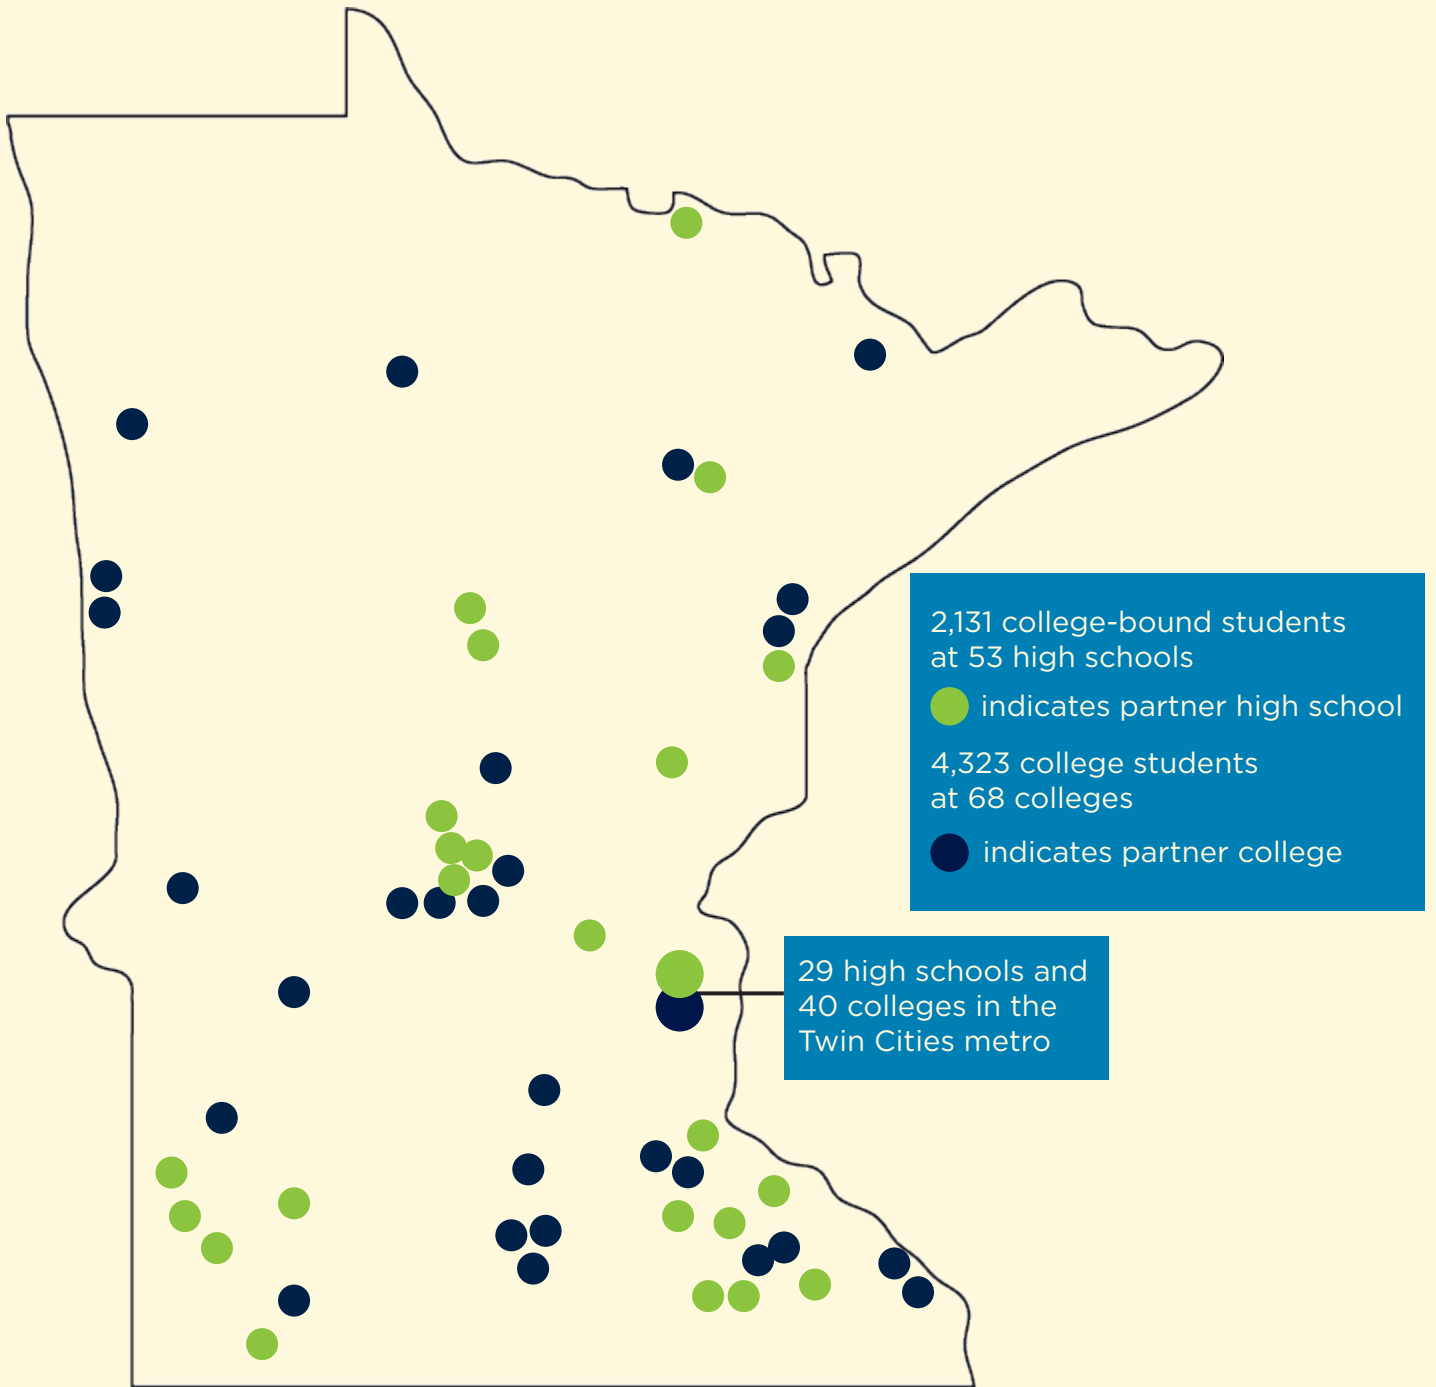 2,131 college-bound students
at 53 high schools
indicates partner high school
4,323 college students
at 68 colleges
indicates partner college
29 high schools and
40 colleges in the
Twin Cities metro